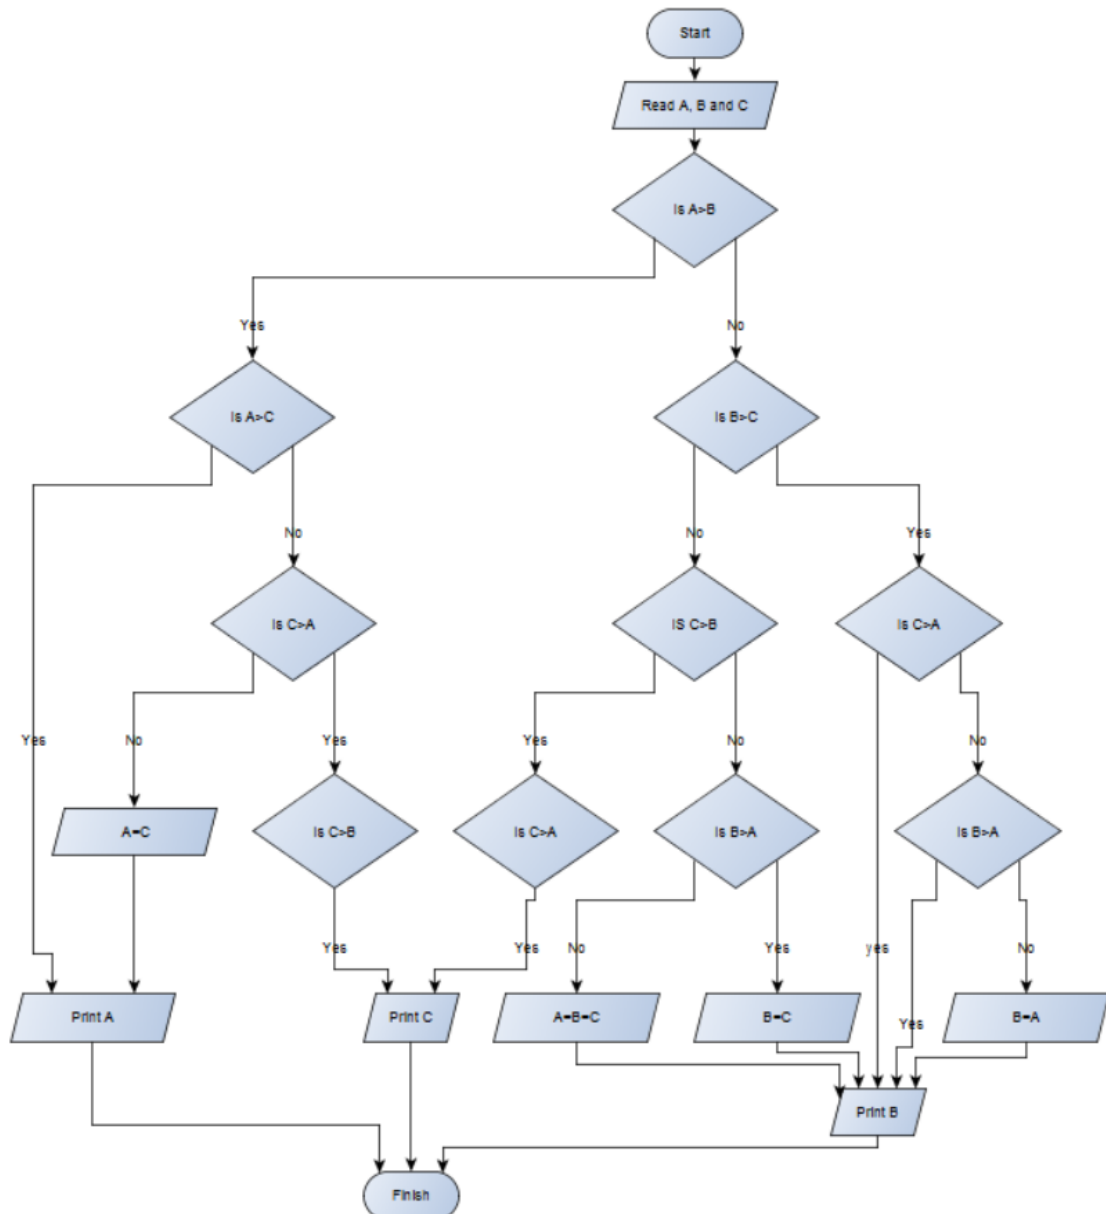 Start
Read A, B and C
Is A>B
Yes
No
Is A>C
Is B>C
No
No
Yes
Is C>A
IS C>B
Is C>A
Yes
No
Yes
Yes
No
No
A=C
Is C>B
Is C>A
Is B>A
Is B>A
Yes
Yes
No
Yes
yes
No
Print A
Print C
A=B=C
B=C
Yes
B=A
Print B
Finish